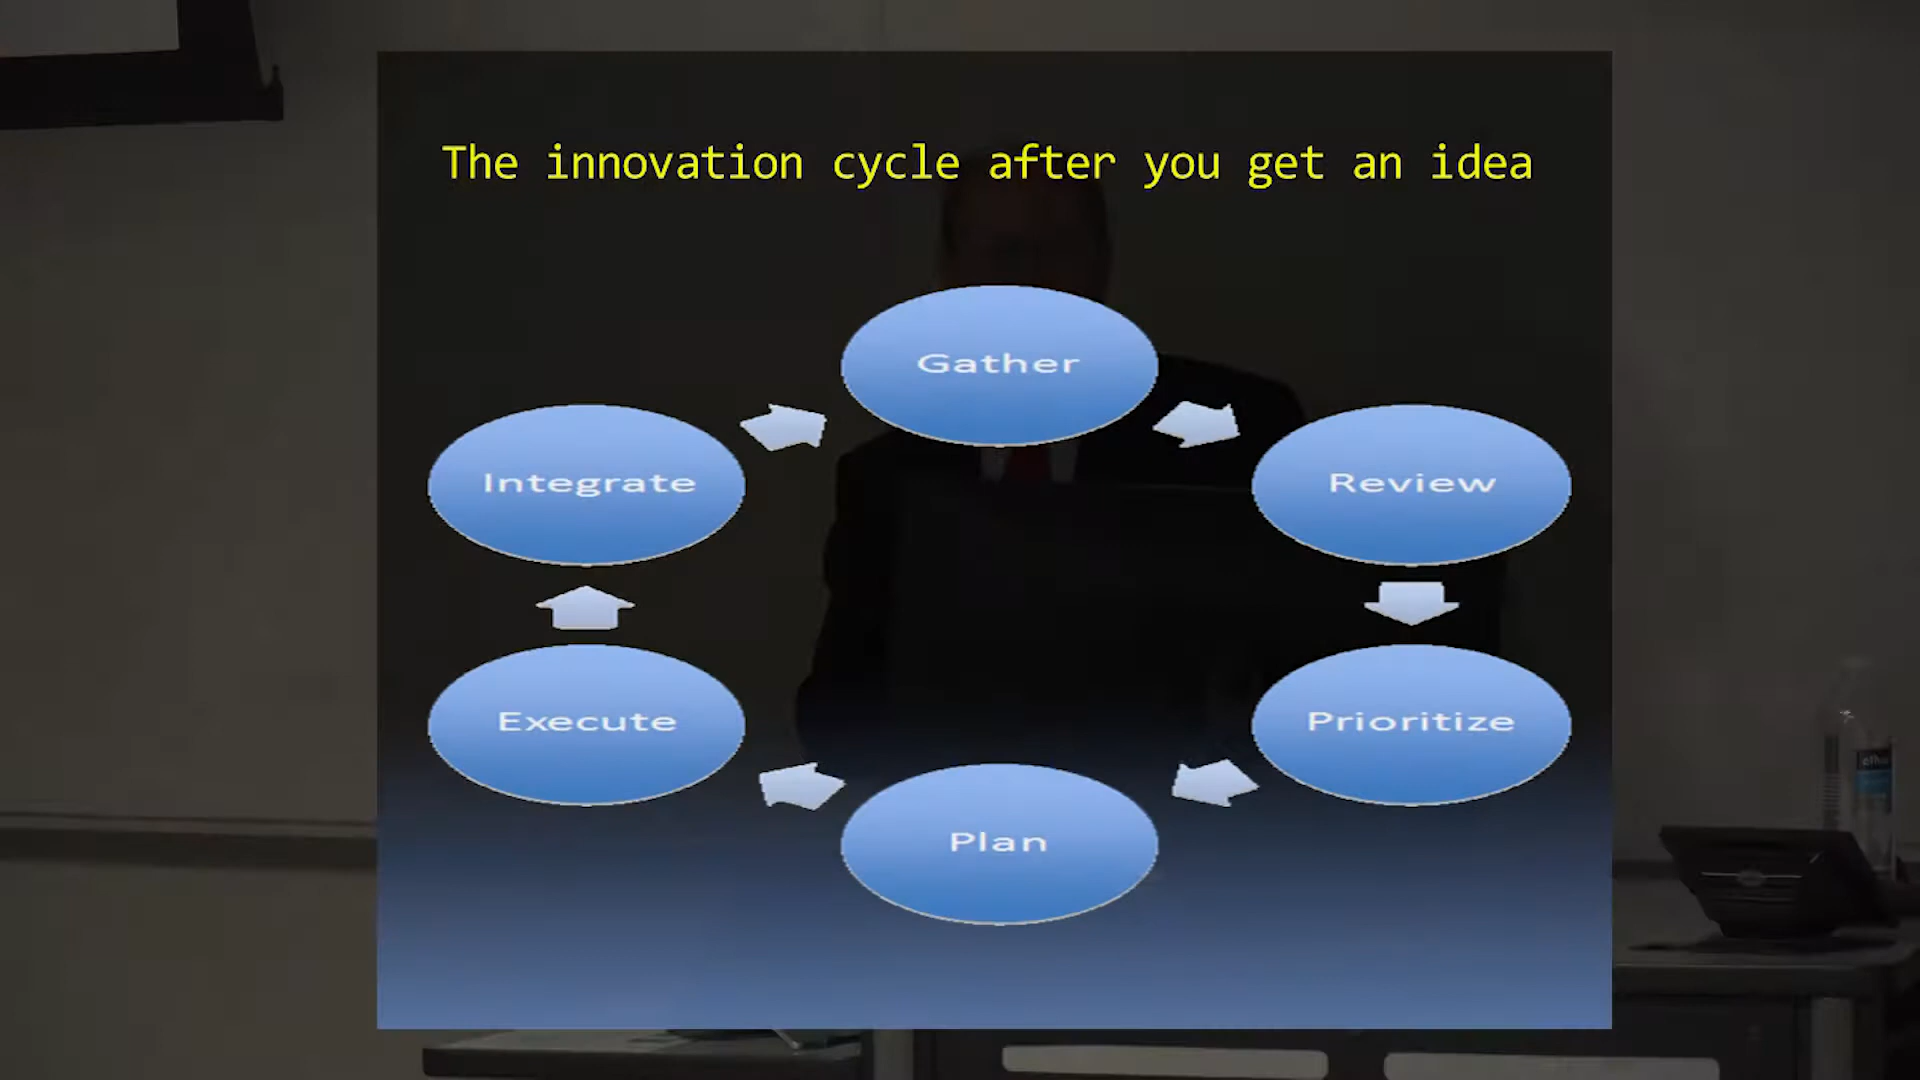 The innovation cycle after you get an idea
Gather
Review
Prioritize
Plan
Execute
Integrate